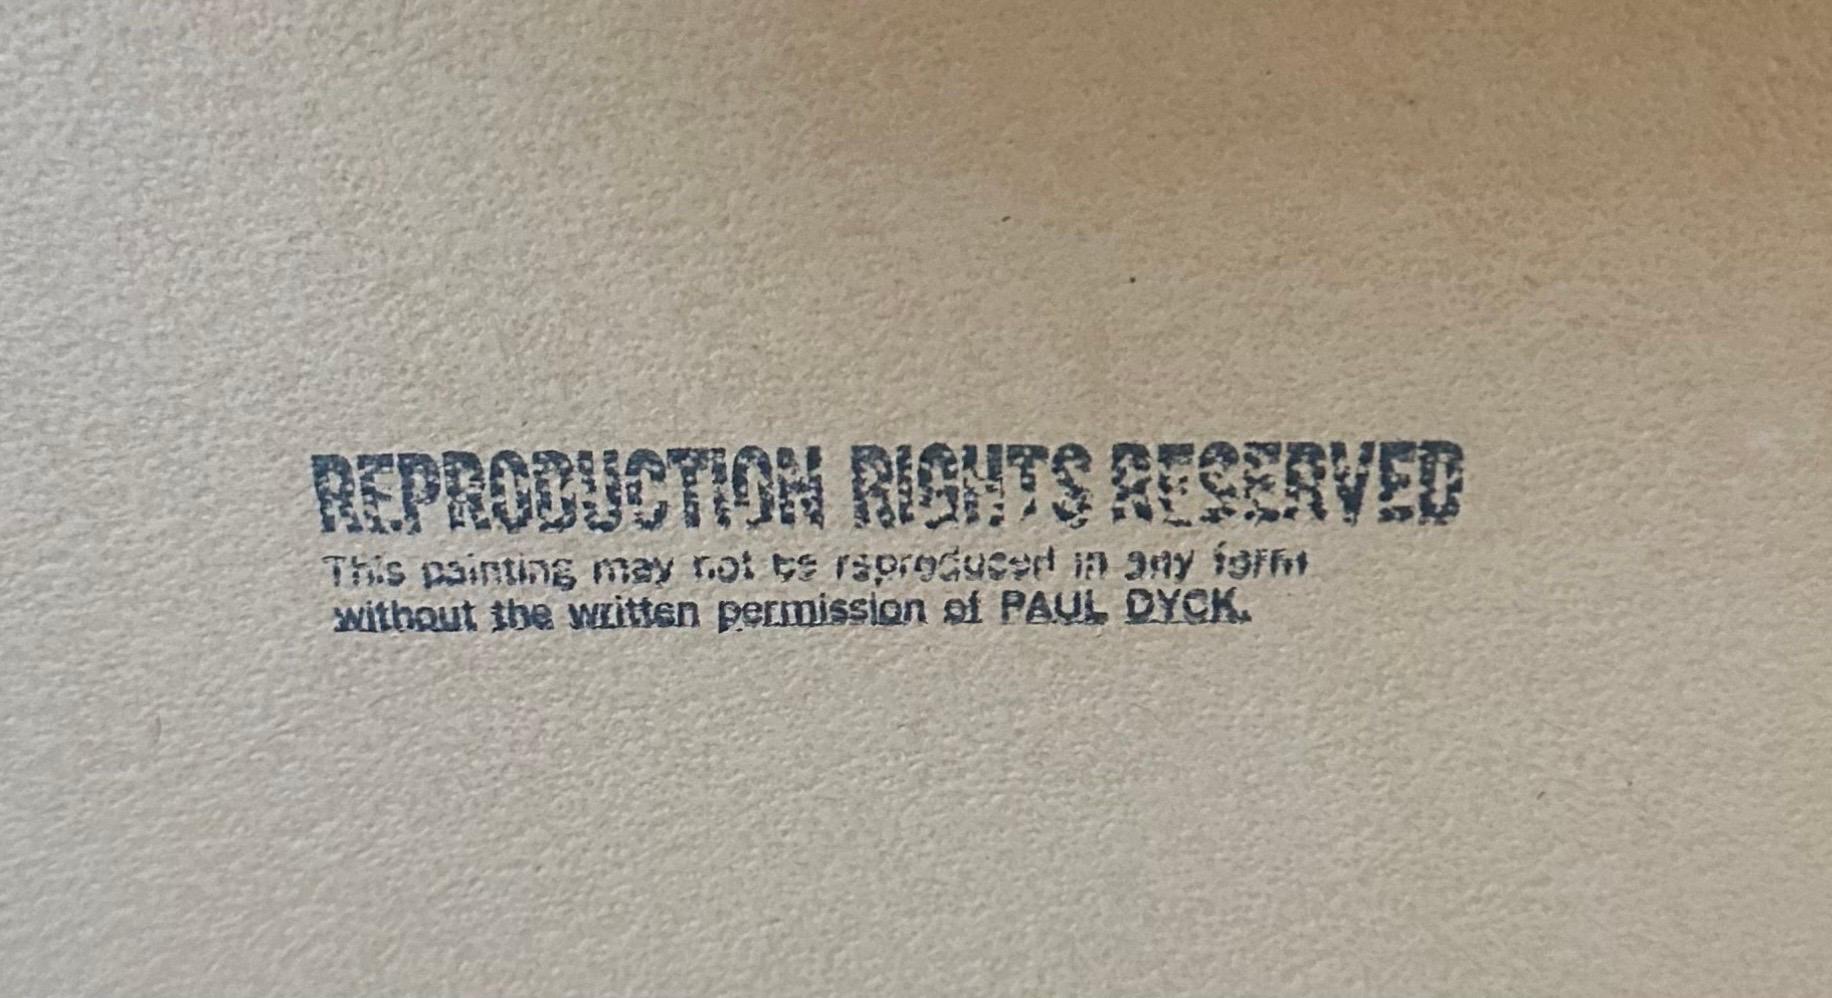 REPRODUCTION RIGHTS RESERVED
This painting may not be reproduced in any form
without the written permission of PAUL DYCK.